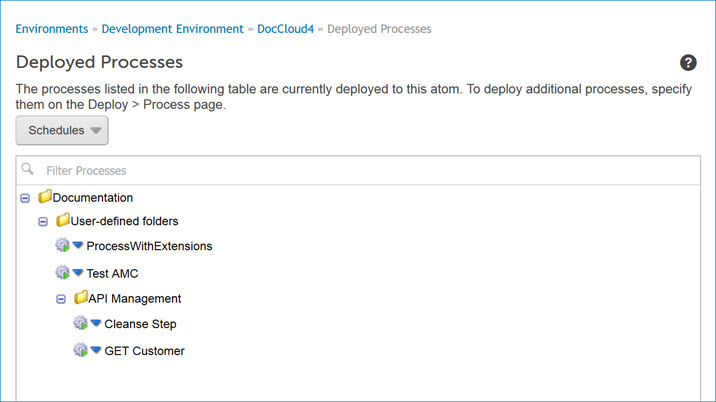 Environments » Development Environment » DocCloud4 » Deployed Processes
Deployed Processes
?
The processes listed in the following table are currently deployed to this atom. To deploy additional processes, specify
them on the Deploy > Process page.
Schedules
Filter Processes
Documentation
User-defined folders
ProcessWithExtensions
Test AMC
API Management
Cleanse Step
GET Customer